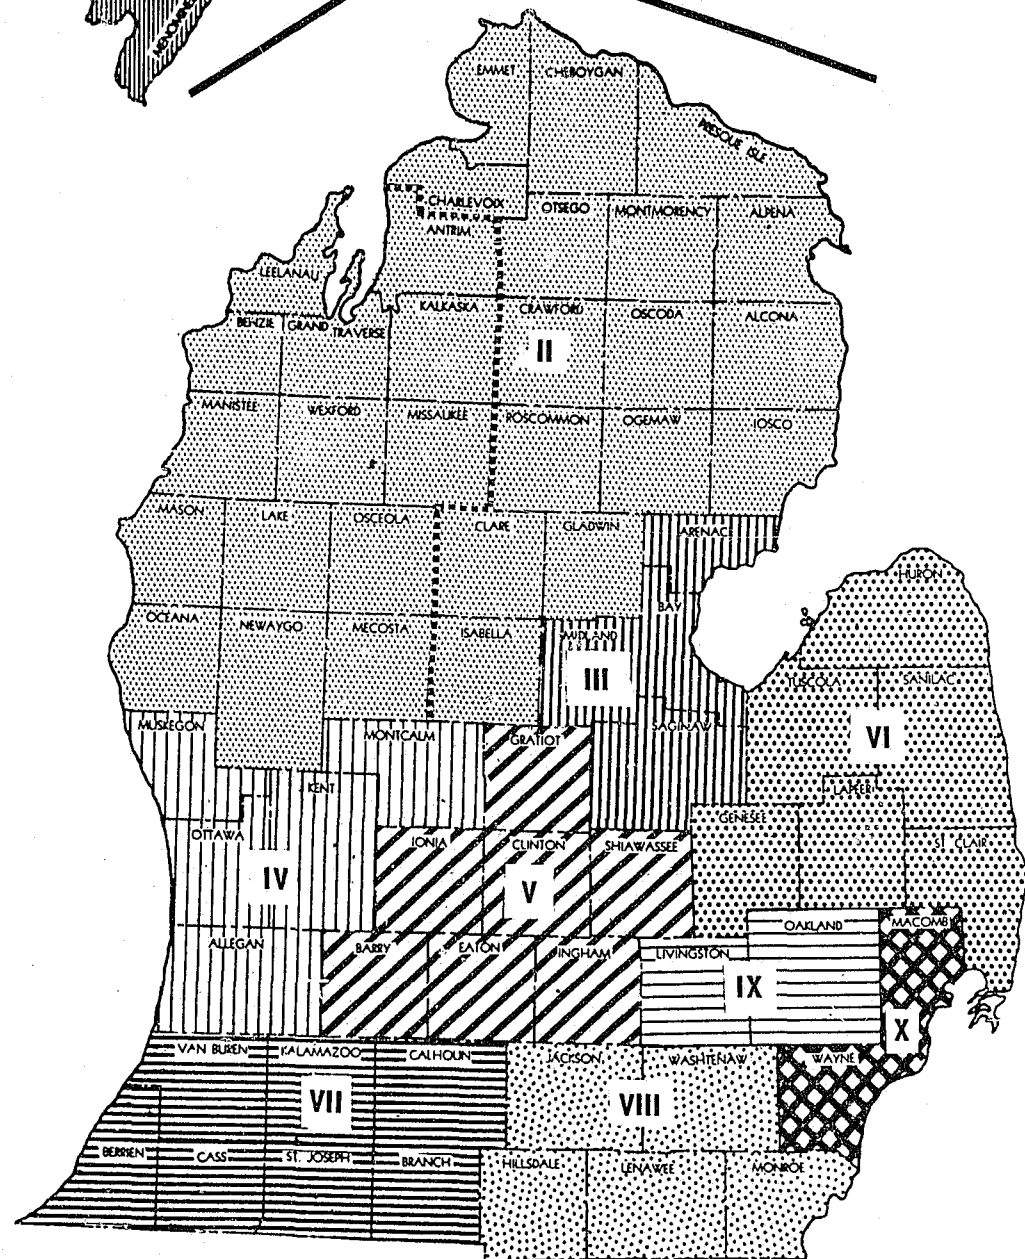 MENOMINEE
EMMET
CHEBOYGAN
PRESQUE ISLE
CHARLEVOIX
OTSEGO
MONTMORENCY
ALPENA
ANTRIM
LEELANAU
KALKASKA
CRAWFORD
OSCODA
ALCONA
BENZIE
GRAND TRAVERSE
II
MANISTEE
WEXFORD
MISSAUKEE
ROSCOMMON
OGEMAW
IOSCO
MASON
LAKE
OSCEOLA
CLARE
GLADWIN
ARENAC
HURON
BAY
OCEANA
NEWAYGO
MECOSTA
ISABELLA
MIDLAND
III
TUSCOLA
SANILAC
MUSKEGON
MONTCALM
GRATIOT
SAGINAW
VI
KENT
LAPEER
GENESEE
OTTAWA
IONIA
CLINTON
SHIAWASSEE
ST. CLAIR
IV
V
OAKLAND
MACOMB
ALLEGAN
BARRY
EATON
INGHAM
LIVINGSTON
IX
X
VAN BUREN
KALAMAZOO
CALHOUN
JACKSON
WASHTENAW
WAYNE
VII
VIII
BERRIEN
CASS
ST. JOSEPH
BRANCH
HILLSDALE
LENAWEE
MONROE